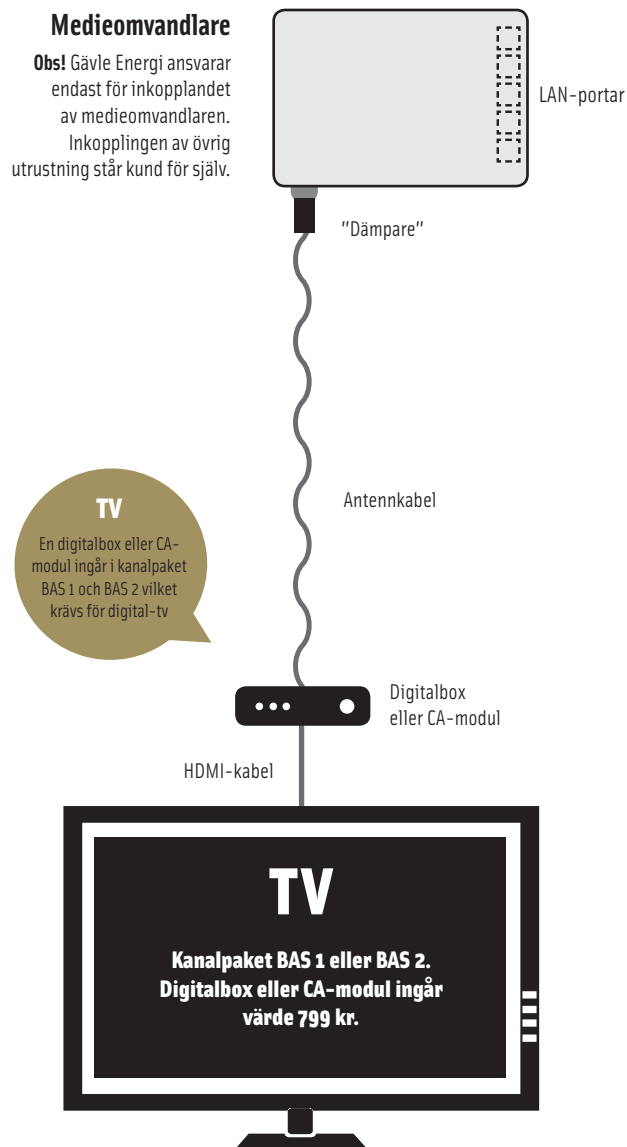 Medieomvandlare
Obs! Gävle Energi ansvarar
endast för inkopplandet
av medieomvandlaren.
Inkopplingen av övrig
utrustning står kund för själv.
LAN-portar
"Dämpare"
Antennkabel
TV
En digitalbox eller CA-
modul ingår i kanalpaket
BAS 1 och BAS 2 vilket
krävs för digital-tv
Digitalbox
eller CA-modul
HDMI-kabel
TV
Kanalpaket BAS 1 eller BAS 2.
Digitalbox eller CA-modul ingår
värde 799 kr.